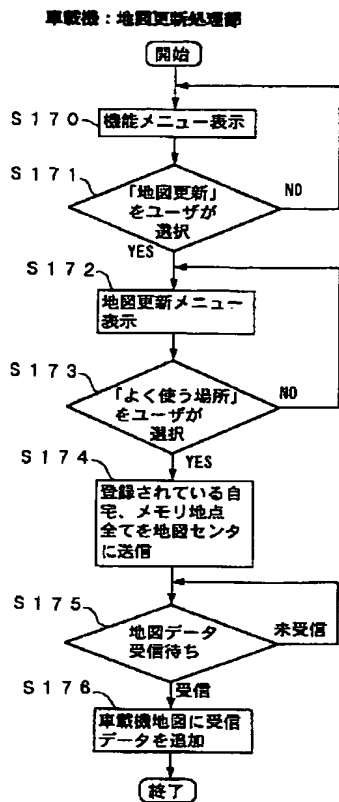 車載機:地図更新処理部
開始
S170
機能メニュー表示
S171
「地図更新」
をユーザが
選択
NO
YES
S172
地図更新メニュー
表示
S173
「よく使う場所」
をユーザが
選択
NO
YES
S174
登録されている自
宅、メモリ地点
全てを地図センタ
に送信
S175
地図データ
受信待ち
未受信
受信
S176
車載機地図に受信
データを追加
終了